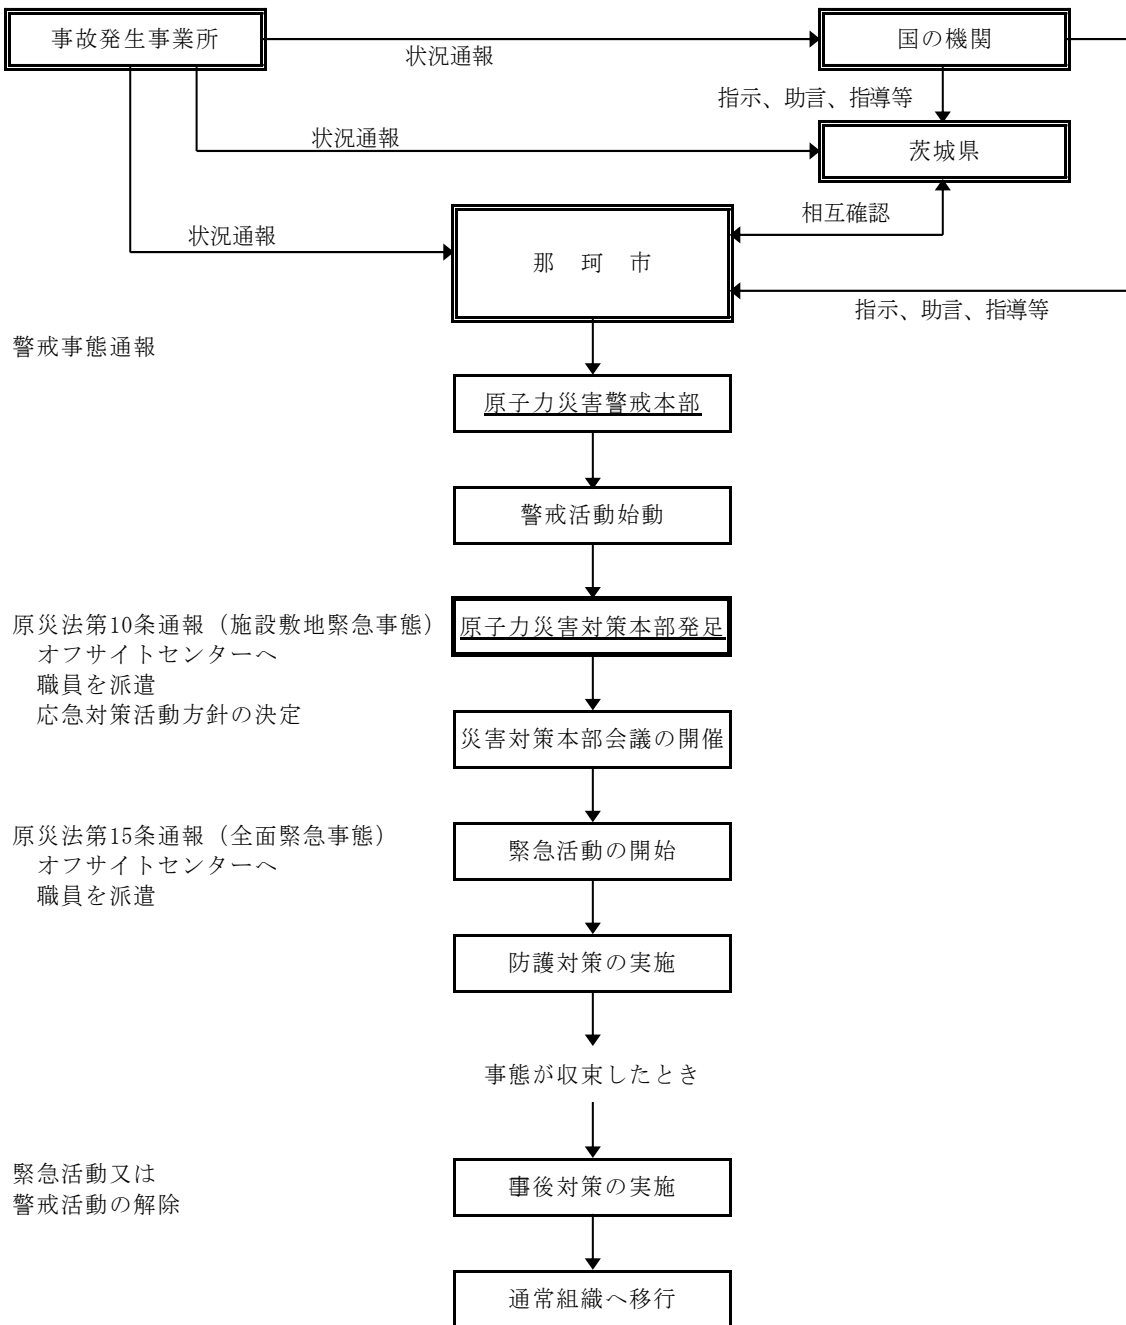 事故発生事業所
国の機関
状況通報
指示、助言、指導等
状況通報
茨城県
相互確認
状況通報
那 珂 市
指示、助言、指導等
警戒事態通報
原子力災害警戒本部
警戒活動始動
原災法第10条通報（施設敷地緊急事態）
原子力災害対策本部発足
オフサイトセンターへ
職員を派遣
応急対策活動方針の決定
災害対策本部会議の開催
原災法第15条通報（全面緊急事態）
緊急活動の開始
オフサイトセンターへ
職員を派遣
防護対策の実施
事態が収束したとき
緊急活動又は
警戒活動の解除
事後対策の実施
通常組織へ移行